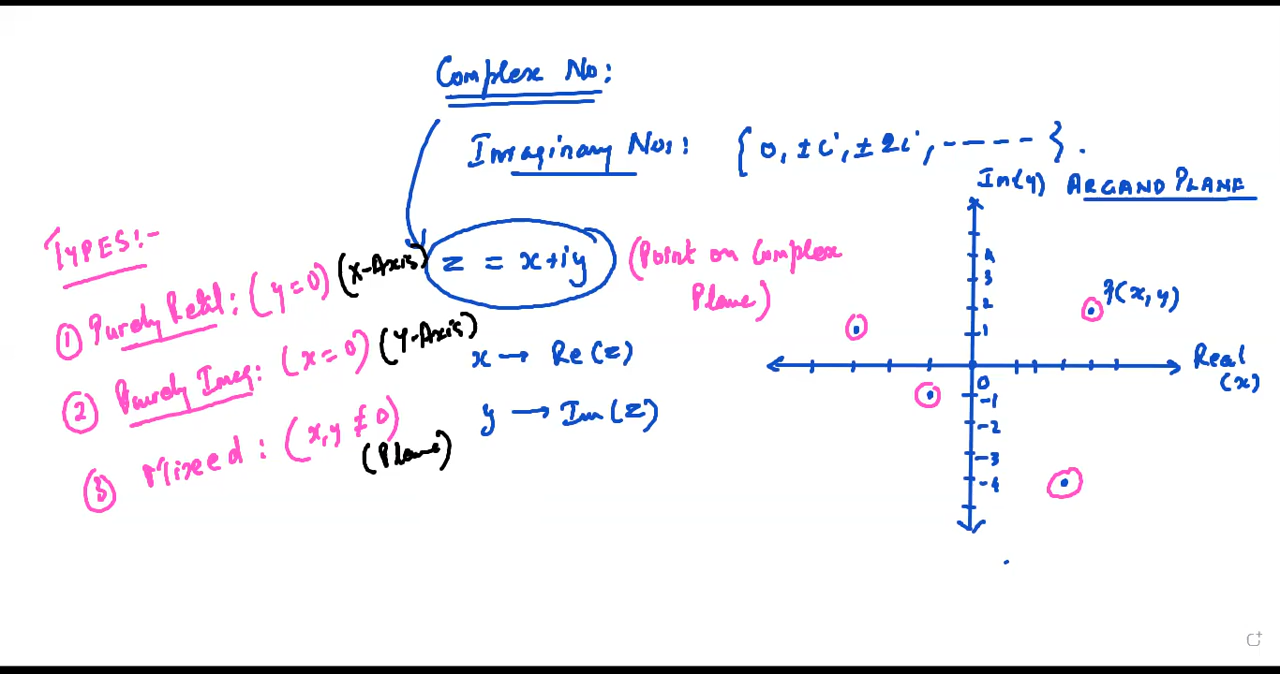 Complex No:
Imaginary Nos: {0, ±i, ±2i, ----- }.
Im(y) ARGAND PLANE
TYPES:-
z = x+iy (Point on Complex
Plane)
① Purely Real: (y=0) (X-Axis)
② Purely Imag: (x=0) (Y-Axis)
③ Mixed: (x,y ≠ 0)
(Plane)
x → Re(z)
y → Im(z)
4
3
2
1
0
-1
-2
-3
-4
z(x,y)
Real
(x)